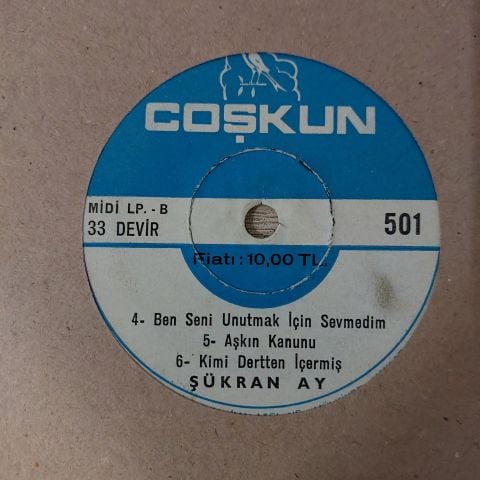 COŞKUN
MİDİ LP. - B
33 DEVİR
501
Fiatı : 10,00 TL.
4- Ben Seni Unutmak İçin Sevmedim
5- Aşkın Kanunu
6- Kimi Dertten İçermiş
ŞÜKRAN AY